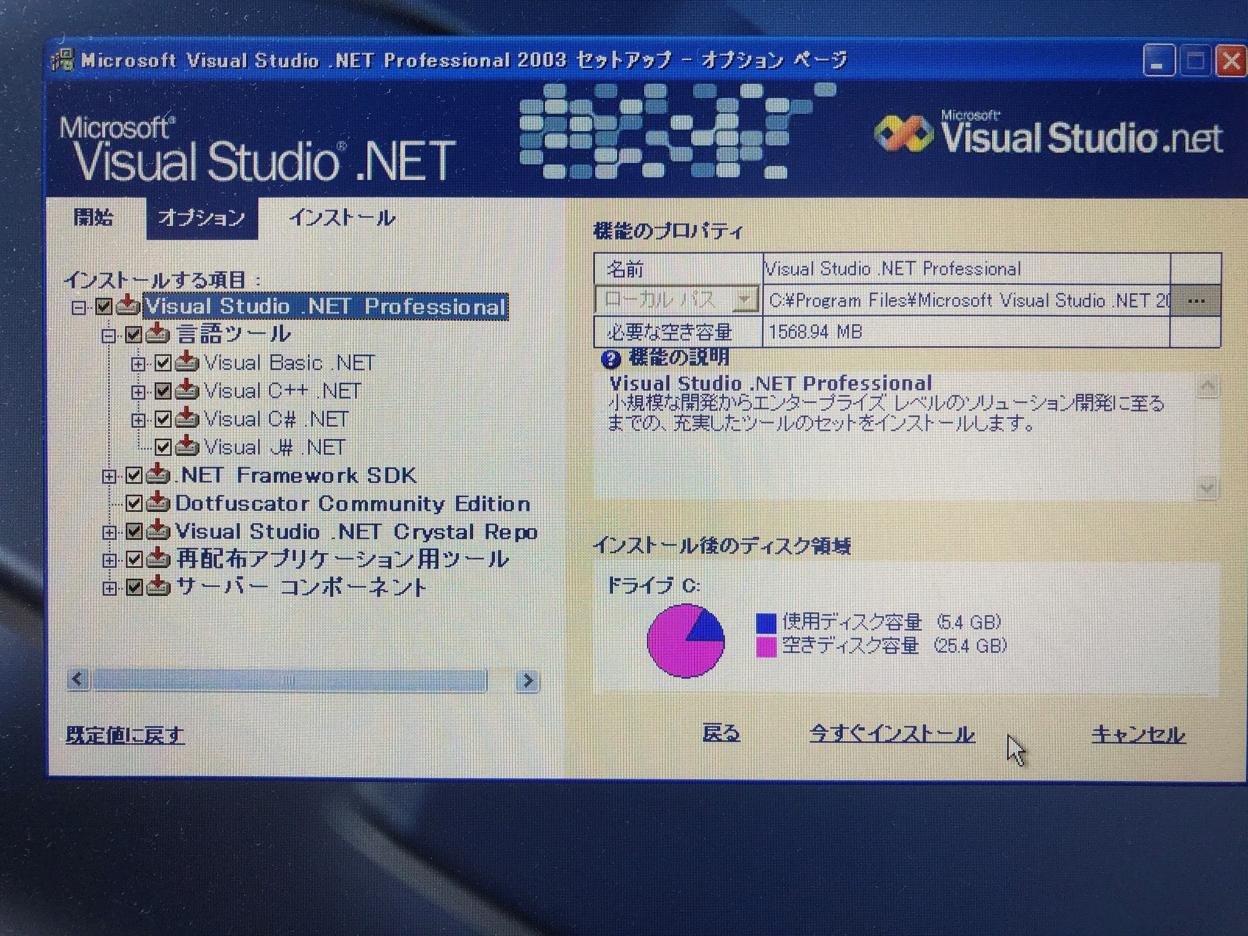 Microsoft Visual Studio .NET Professional 2003 セットアップ - オプション ページ
Microsoft®
Visual Studio® .NET
Microsoft®
Visual Studio .net
開始 オプション インストール
インストールする項目 :
Visual Studio .NET Professional
言語ツール
Visual Basic .NET
Visual C++ .NET
Visual C# .NET
Visual J# .NET
.NET Framework SDK
Dotfuscator Community Edition
Visual Studio .NET Crystal Repo
再配布アプリケーション用ツール
サーバー コンポーネント
既定値に戻す
機能のプロパティ
名前 Visual Studio .NET Professional
ローカル パス C:¥Program Files¥Microsoft Visual Studio .NET 20 ...
必要な空き容量 1568.94 MB
? 機能の説明
Visual Studio .NET Professional
小規模な開発からエンタープライズ レベルのソリューション開発に至る
までの、充実したツールのセットをインストールします。
インストール後のディスク領域
ドライブ C:
使用ディスク容量 (5.4 GB)
空きディスク容量 (25.4 GB)
戻る 今すぐインストール キャンセル